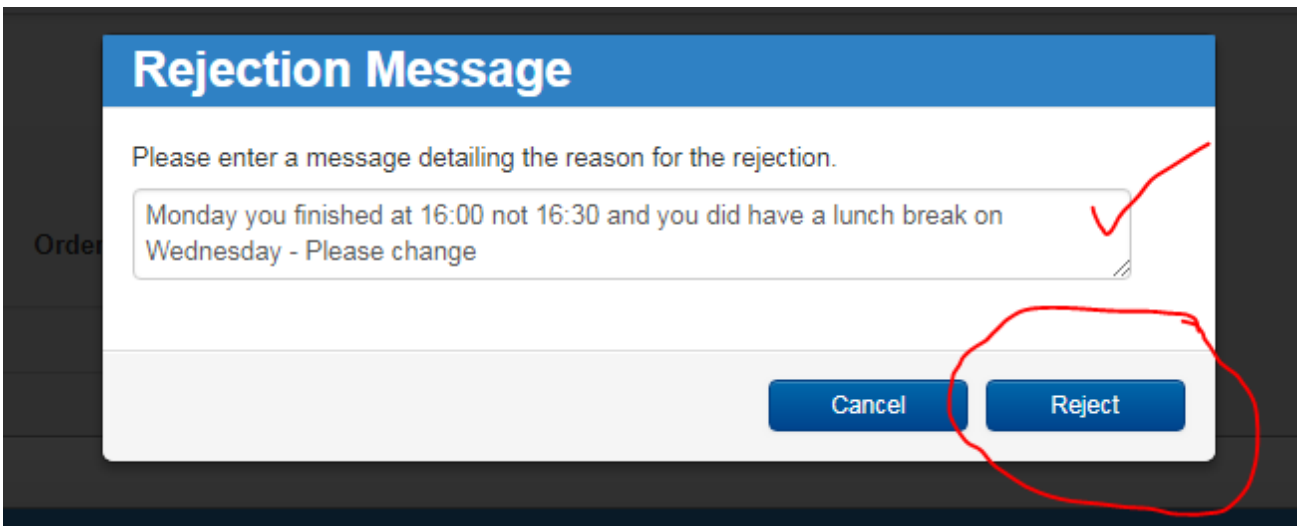 Rejection Message
Please enter a message detailing the reason for the rejection.
Monday you finished at 16:00 not 16:30 and you did have a lunch break on
Wednesday - Please change
Order
Cancel Reject